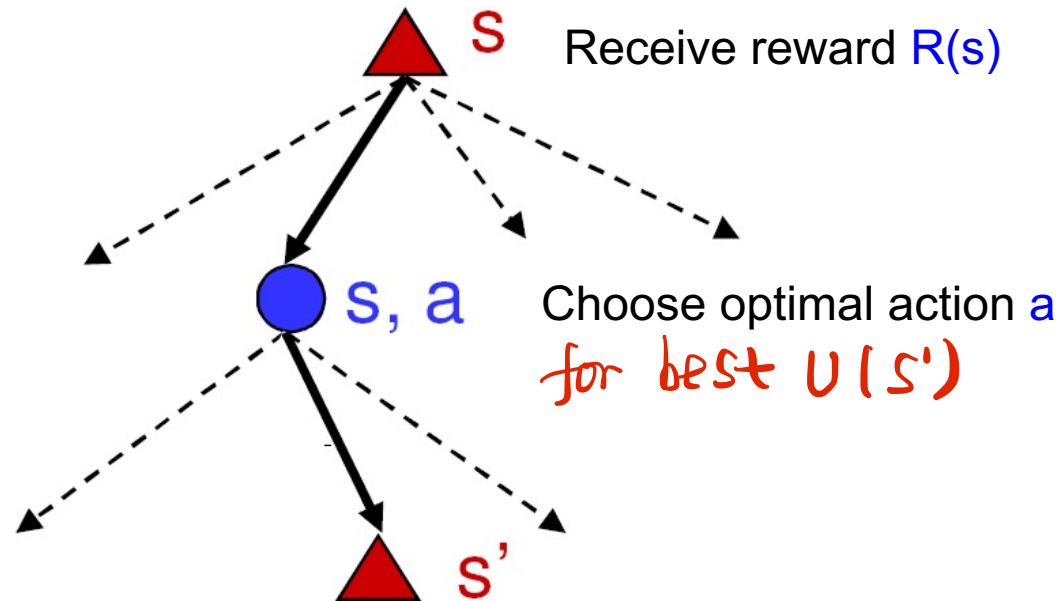 s
Receive reward R(s)
s, a
Choose optimal action a
for best U(s')
s’